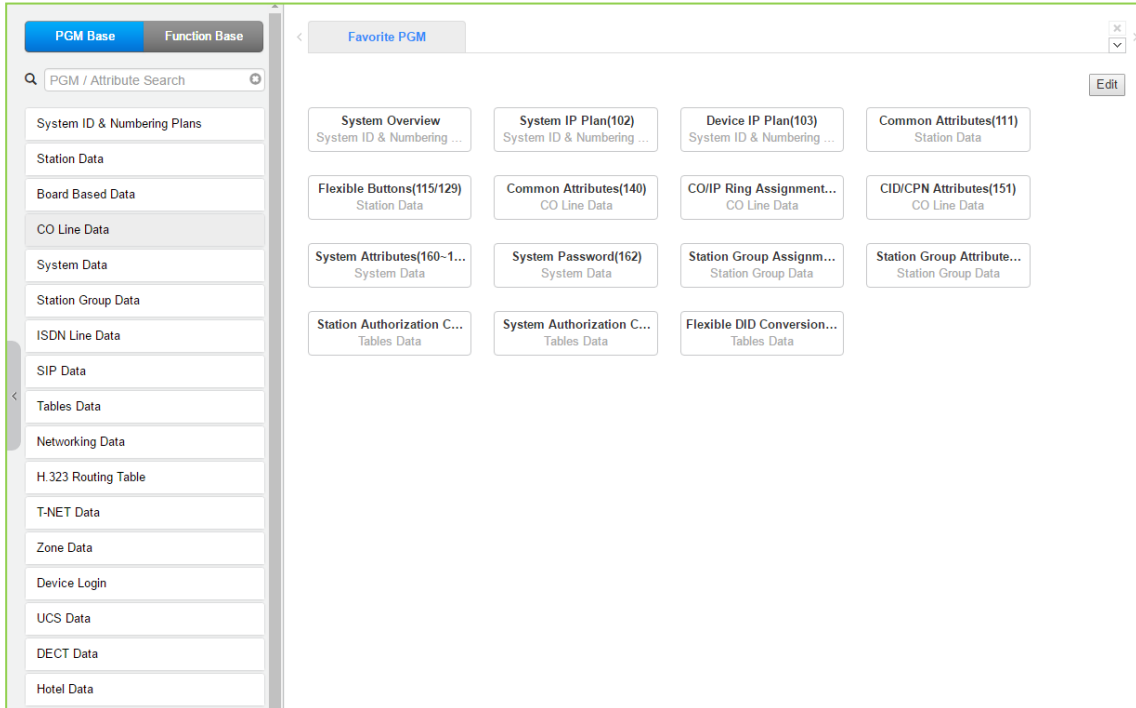 PGM Base
Function Base
PGM / Attribute Search
System ID & Numbering Plans
Station Data
Board Based Data
CO Line Data
System Data
Station Group Data
ISDN Line Data
SIP Data
Tables Data
Networking Data
H.323 Routing Table
T-NET Data
Zone Data
Device Login
UCS Data
DECT Data
Hotel Data
Favorite PGM
Edit
System Overview
System ID & Numbering ...
System IP Plan(102)
System ID & Numbering ...
Device IP Plan(103)
System ID & Numbering ...
Common Attributes(111)
Station Data
Flexible Buttons(115/129)
Station Data
Common Attributes(140)
CO Line Data
CO/IP Ring Assignment...
CO Line Data
CID/CPN Attributes(151)
CO Line Data
System Attributes(160~1...
System Data
System Password(162)
System Data
Station Group Assignm...
Station Group Data
Station Group Attribute...
Station Group Data
Station Authorization C...
Tables Data
System Authorization C...
Tables Data
Flexible DID Conversion...
Tables Data